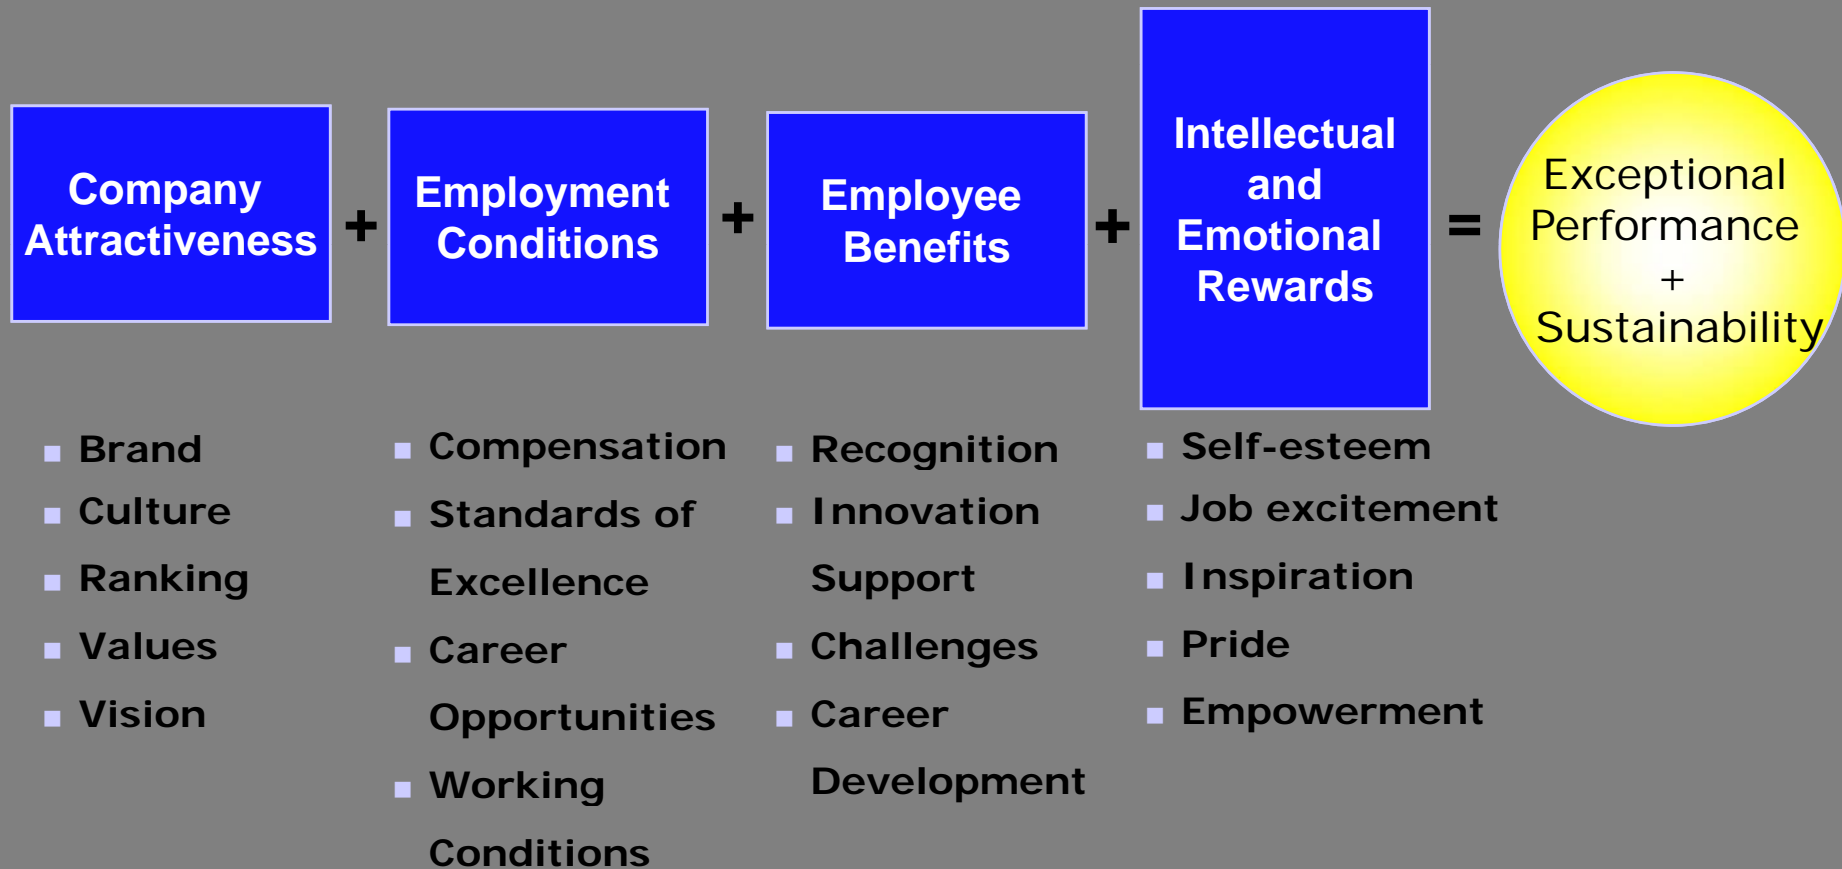 Company
Attractiveness
+
Employment
Conditions
+
Employee
Benefits
+
Intellectual
and
Emotional
Rewards
=
Exceptional
Performance
+
Sustainability
Brand
Culture
Ranking
Values
Vision
Compensation
Standards of
Excellence
Career
Opportunities
Working
Conditions
Recognition
Innovation
Support
Challenges
Career
Development
Self-esteem
Job excitement
Inspiration
Pride
Empowerment